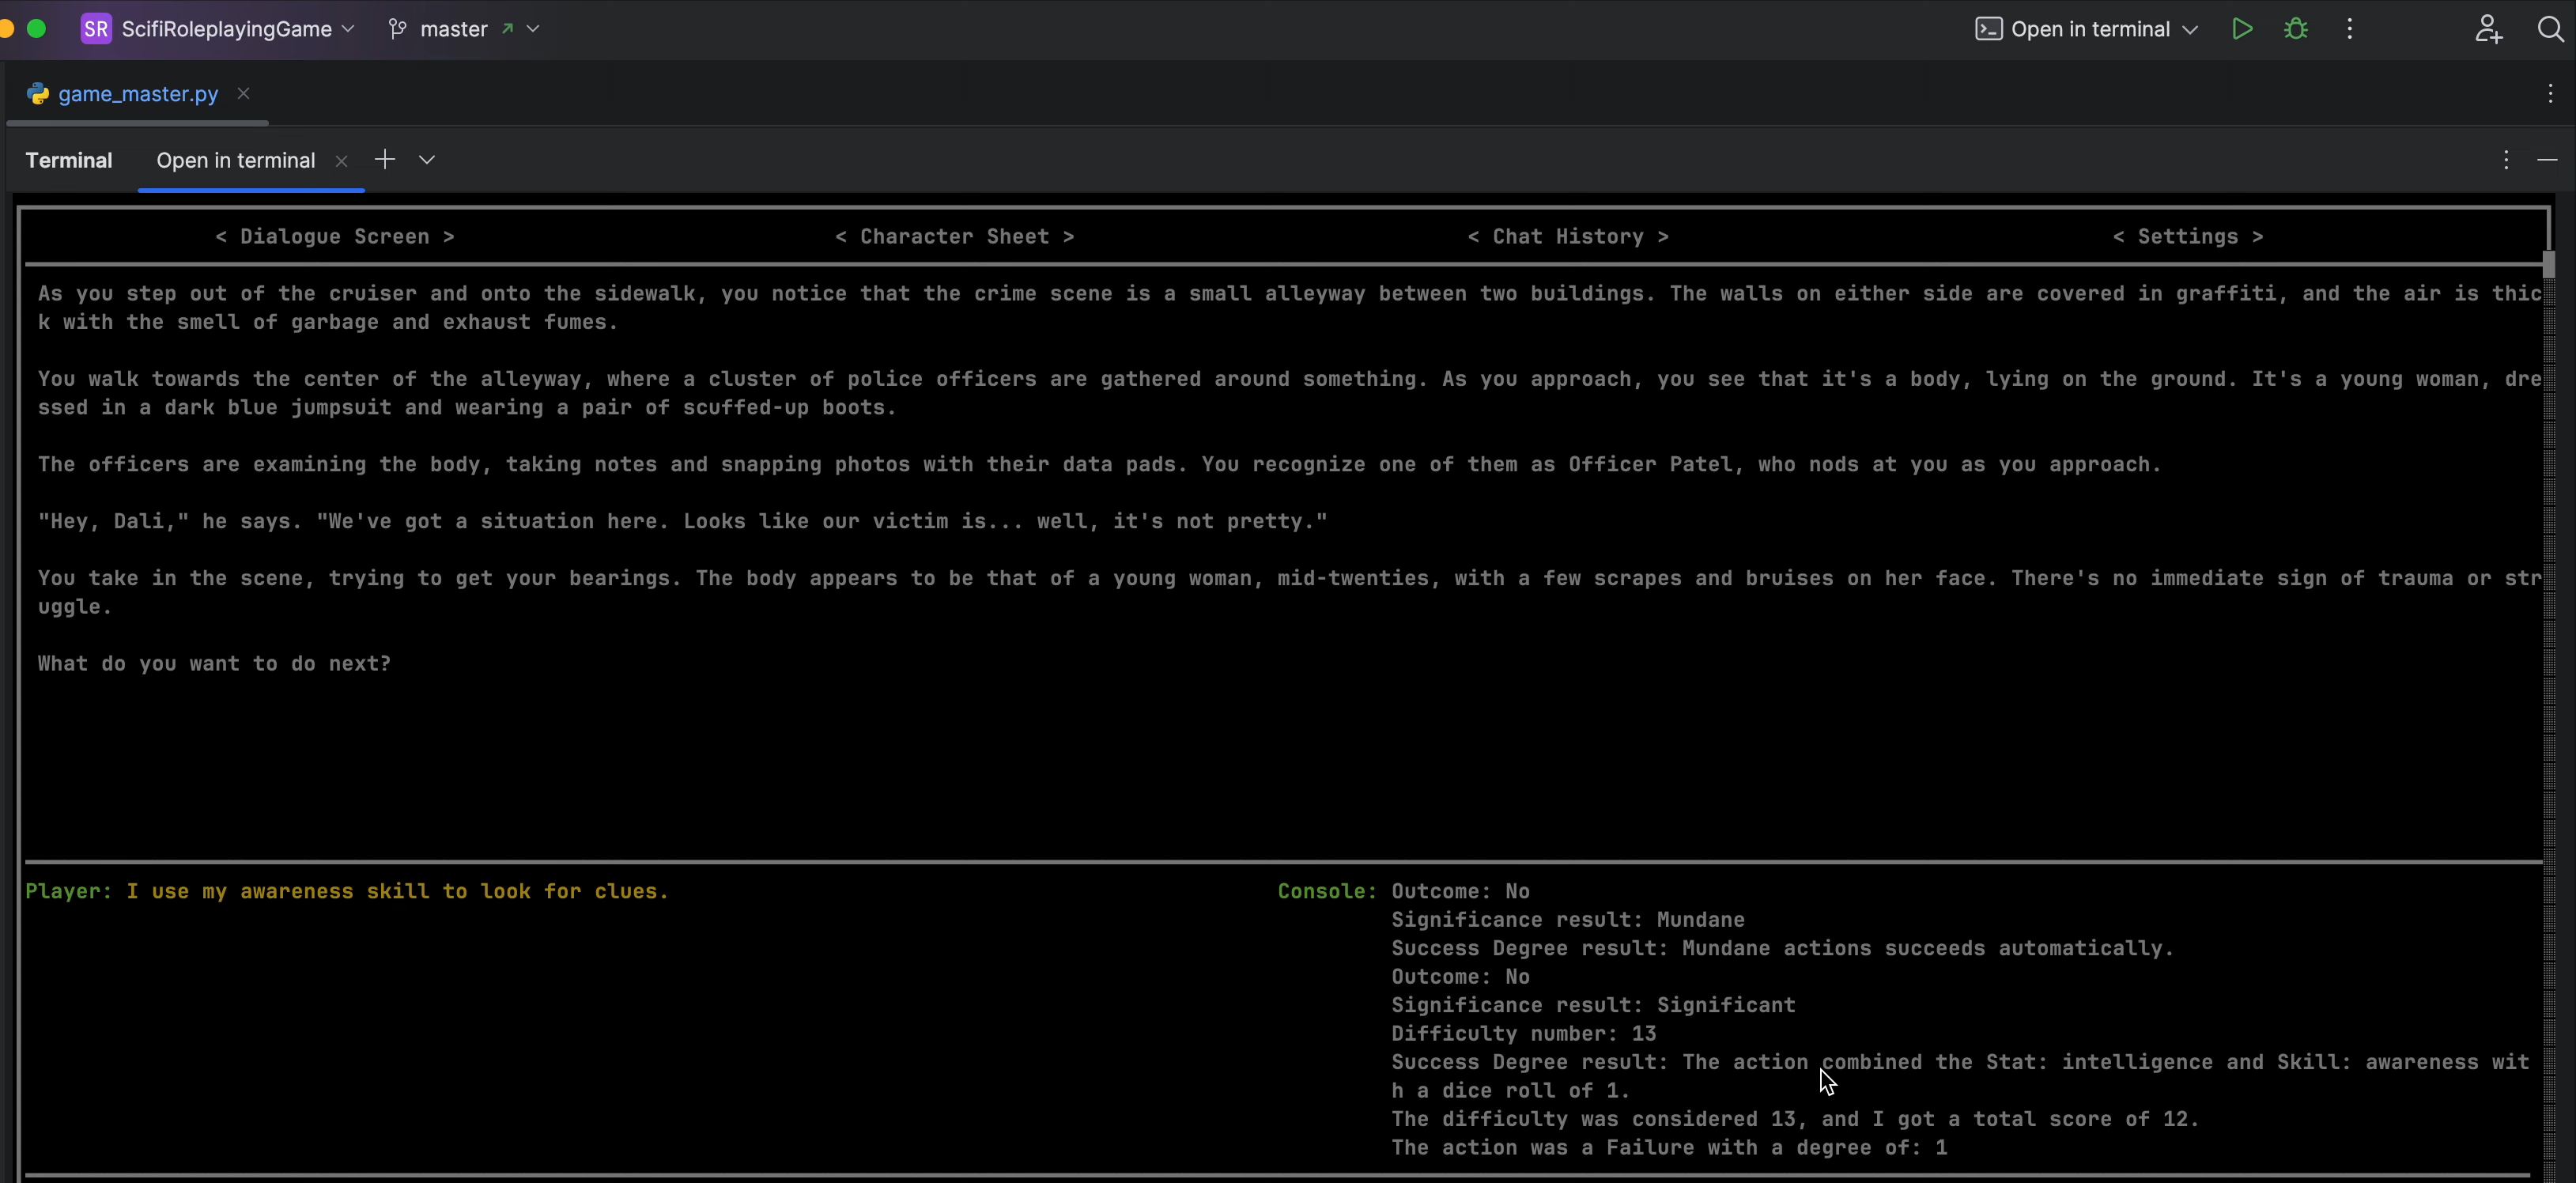 SR ScifiRoleplayingGame master Open in terminal
game_master.py
Terminal Open in terminal
< Dialogue Screen > < Character Sheet > < Chat History > < Settings >
As you step out of the cruiser and onto the sidewalk, you notice that the crime scene is a small alleyway between two buildings. The walls on either side are covered in graffiti, and the air is thic
k with the smell of garbage and exhaust fumes.
You walk towards the center of the alleyway, where a cluster of police officers are gathered around something. As you approach, you see that it's a body, lying on the ground. It's a young woman, dre
ssed in a dark blue jumpsuit and wearing a pair of scuffed-up boots.
The officers are examining the body, taking notes and snapping photos with their data pads. You recognize one of them as Officer Patel, who nods at you as you approach.
"Hey, Dali," he says. "We've got a situation here. Looks like our victim is... well, it's not pretty."
You take in the scene, trying to get your bearings. The body appears to be that of a young woman, mid-twenties, with a few scrapes and bruises on her face. There's no immediate sign of trauma or str
uggle.
What do you want to do next?
Player: I use my awareness skill to look for clues.
Console: Outcome: No
Significance result: Mundane
Success Degree result: Mundane actions succeeds automatically.
Outcome: No
Significance result: Significant
Difficulty number: 13
Success Degree result: The action combined the Stat: intelligence and Skill: awareness wit
h a dice roll of 1.
The difficulty was considered 13, and I got a total score of 12.
The action was a Failure with a degree of: 1